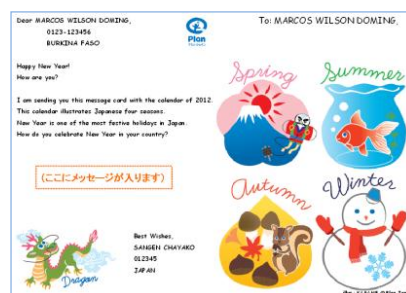 Dear MARCOS WILSON DOMING,
0123-123456
BURKINA FASO
Plan
To: MARCOS WILSON DOMING,
Happy New Year!
How are you?
I am sending you this message card with the calendar of 2012.
This calendar illustrates Japanese four seasons.
New Year is one of the most festive holidays in Japan.
How do you celebrate New Year in your country?
(ここにメッセージが入ります)
Best Wishes,
SANGEN CHAYAKO
012345
JAPAN
Dragon
Spring
Summer
Autumn
Winter